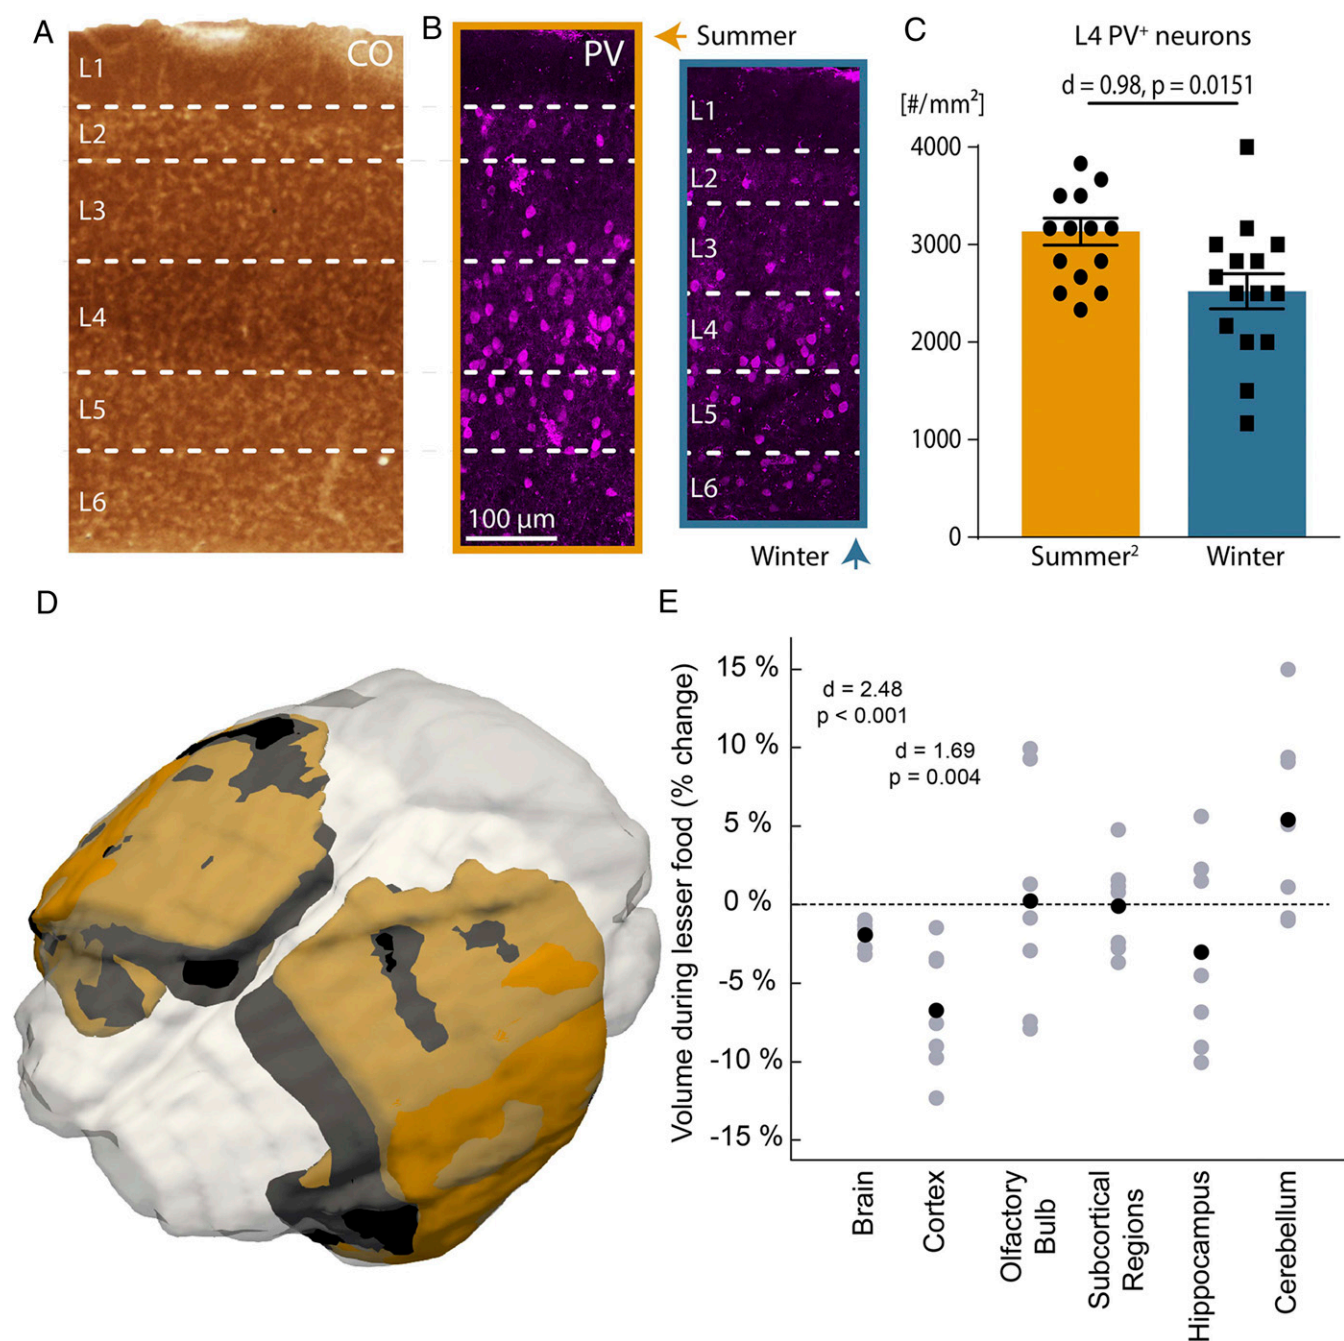 A
CO
L1
L2
L3
L4
L5
L6
B
PV
100 µm
Summer
L1
L2
L3
L4
L5
L6
Winter
C
L4 PV⁺ neurons
d = 0.98, p = 0.0151
[#/mm²]
4000
3000
2000
1000
0
Summer²
Winter
D
E
Volume during lesser food (% change)
15 %
10 %
5 %
0 %
-5 %
-10 %
-15 %
d = 2.48
p < 0.001
d = 1.69
p = 0.004
Brain
Cortex
Olfactory
Bulb
Subcortical
Regions
Hippocampus
Cerebellum